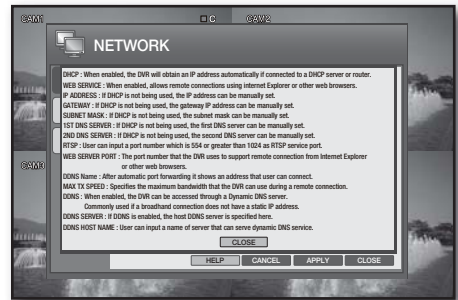 CAM1
C
CAM2
NETWORK
DHCP : When enabled, the DVR will obtain an IP address automatically if connected to a DHCP server or router.
WEB SERVICE : When enabled, allows remote connections using internet Explorer or other web browsers.
IP ADDRESS : If DHCP is not being used, the IP address can be manually set.
GATEWAY : If DHCP is not being used, the gateway IP address can be manually set.
SUBNET MASK : If DHCP is not being used, the subnet mask can be manually set.
1ST DNS SERVER : If DHCP is not being used, the first DNS server can be manually set.
2ND DNS SERVER : If DHCP is not being used, the second DNS server can be manually set.
RTSP : User can input a port number which is 554 or greater than 1024 as RTSP service port.
WEB SERVER PORT : The port number that the DVR uses to support remote connection from Internet Explorer
or other web browsers.
DDNS Name : After automatic port forwarding it shows an address that user can connect.
MAX TX SPEED : Specifies the maximum bandwidth that the DVR can use during a remote connection.
DDNS : When enabled, the DVR can be accessed through a Dynamic DNS server.
Commonly used if a broadband connection does not have a static IP address.
DDNS SERVER : If DDNS is enabled, the host DDNS server is specified here.
DDNS HOST NAME : User can input a name of server that can serve dynamic DNS service.
CLOSE
HELP CANCEL APPLY CLOSE
CAM3